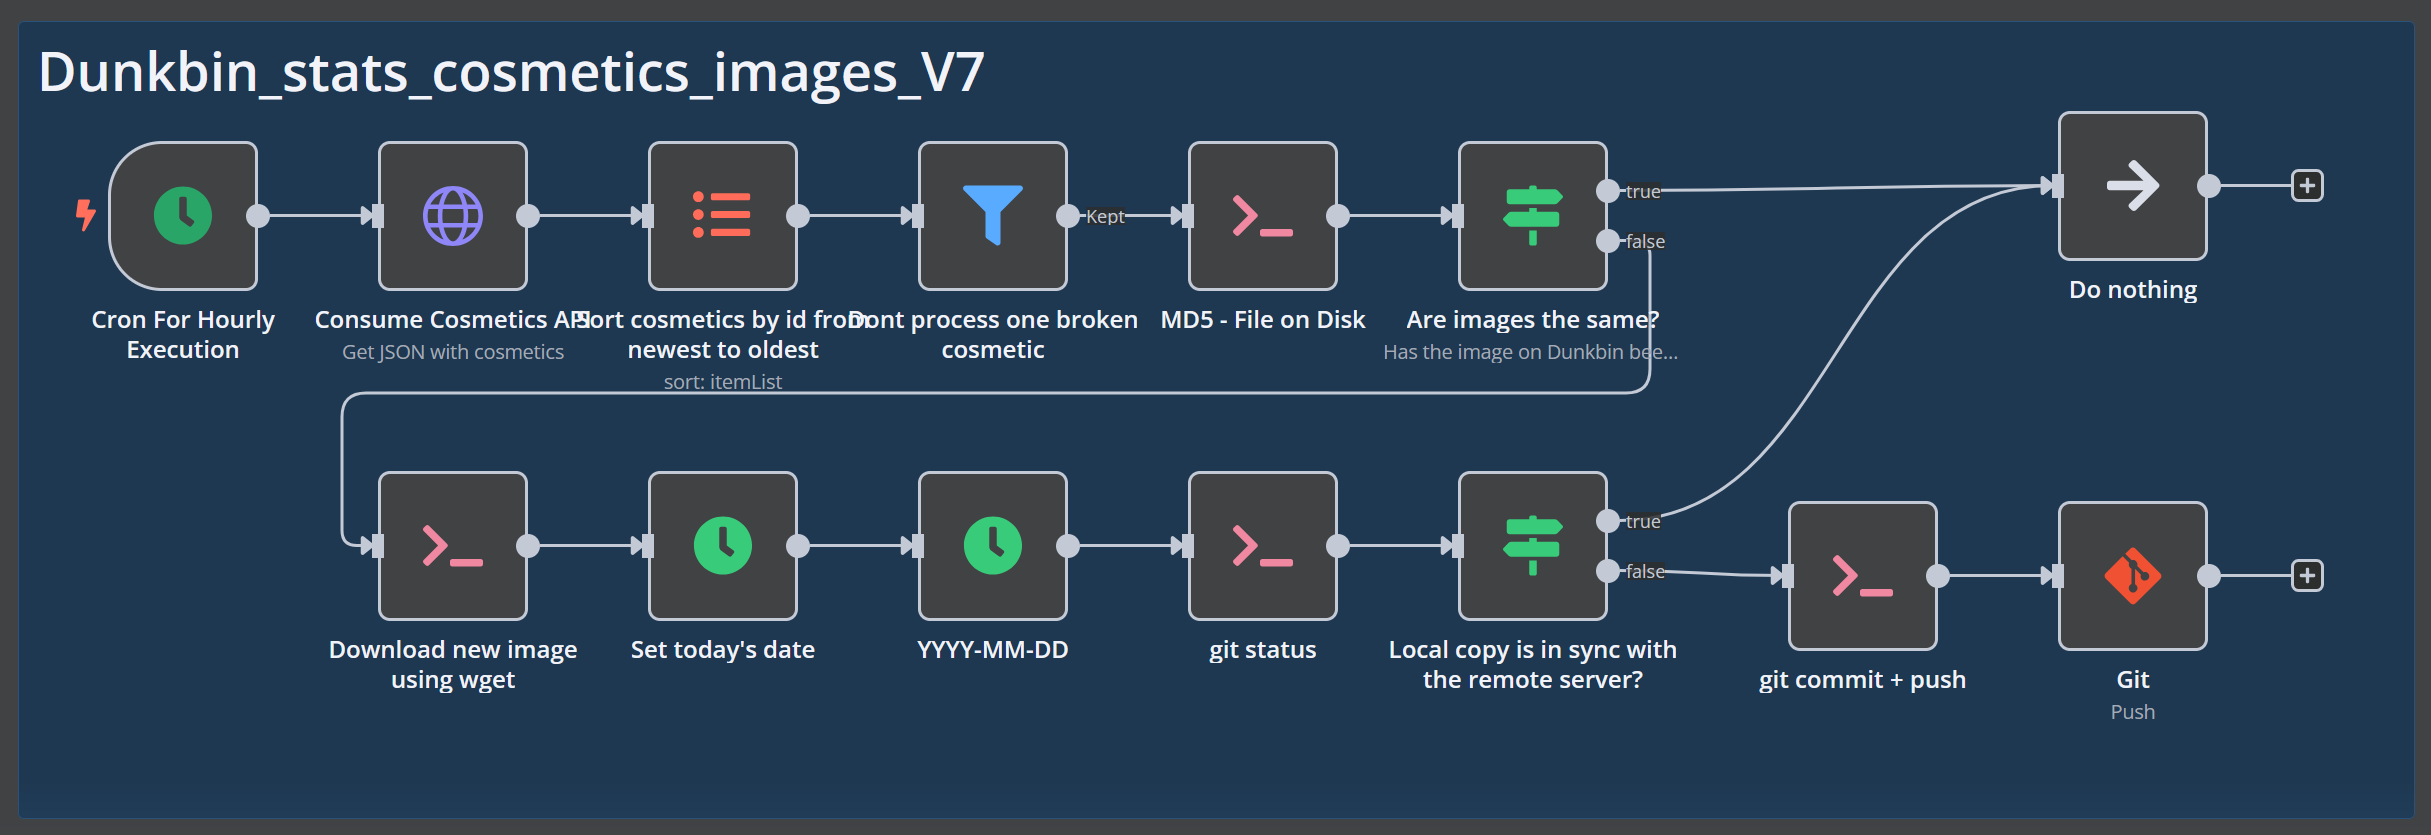 Dunkbin_stats_cosmetics_images_V7
Cron For Hourly
Execution
Consume Cosmetics API
Get JSON with cosmetics
Sort cosmetics by id from
newest to oldest
sort: itemList
Dont process one broken
cosmetic
Kept
MD5 - File on Disk
Are images the same?
Has the image on Dunkbin bee...
true
false
Do nothing
Download new image
using wget
Set today's date
YYYY-MM-DD
git status
Local copy is in sync with
the remote server?
true
false
git commit + push
Git
Push